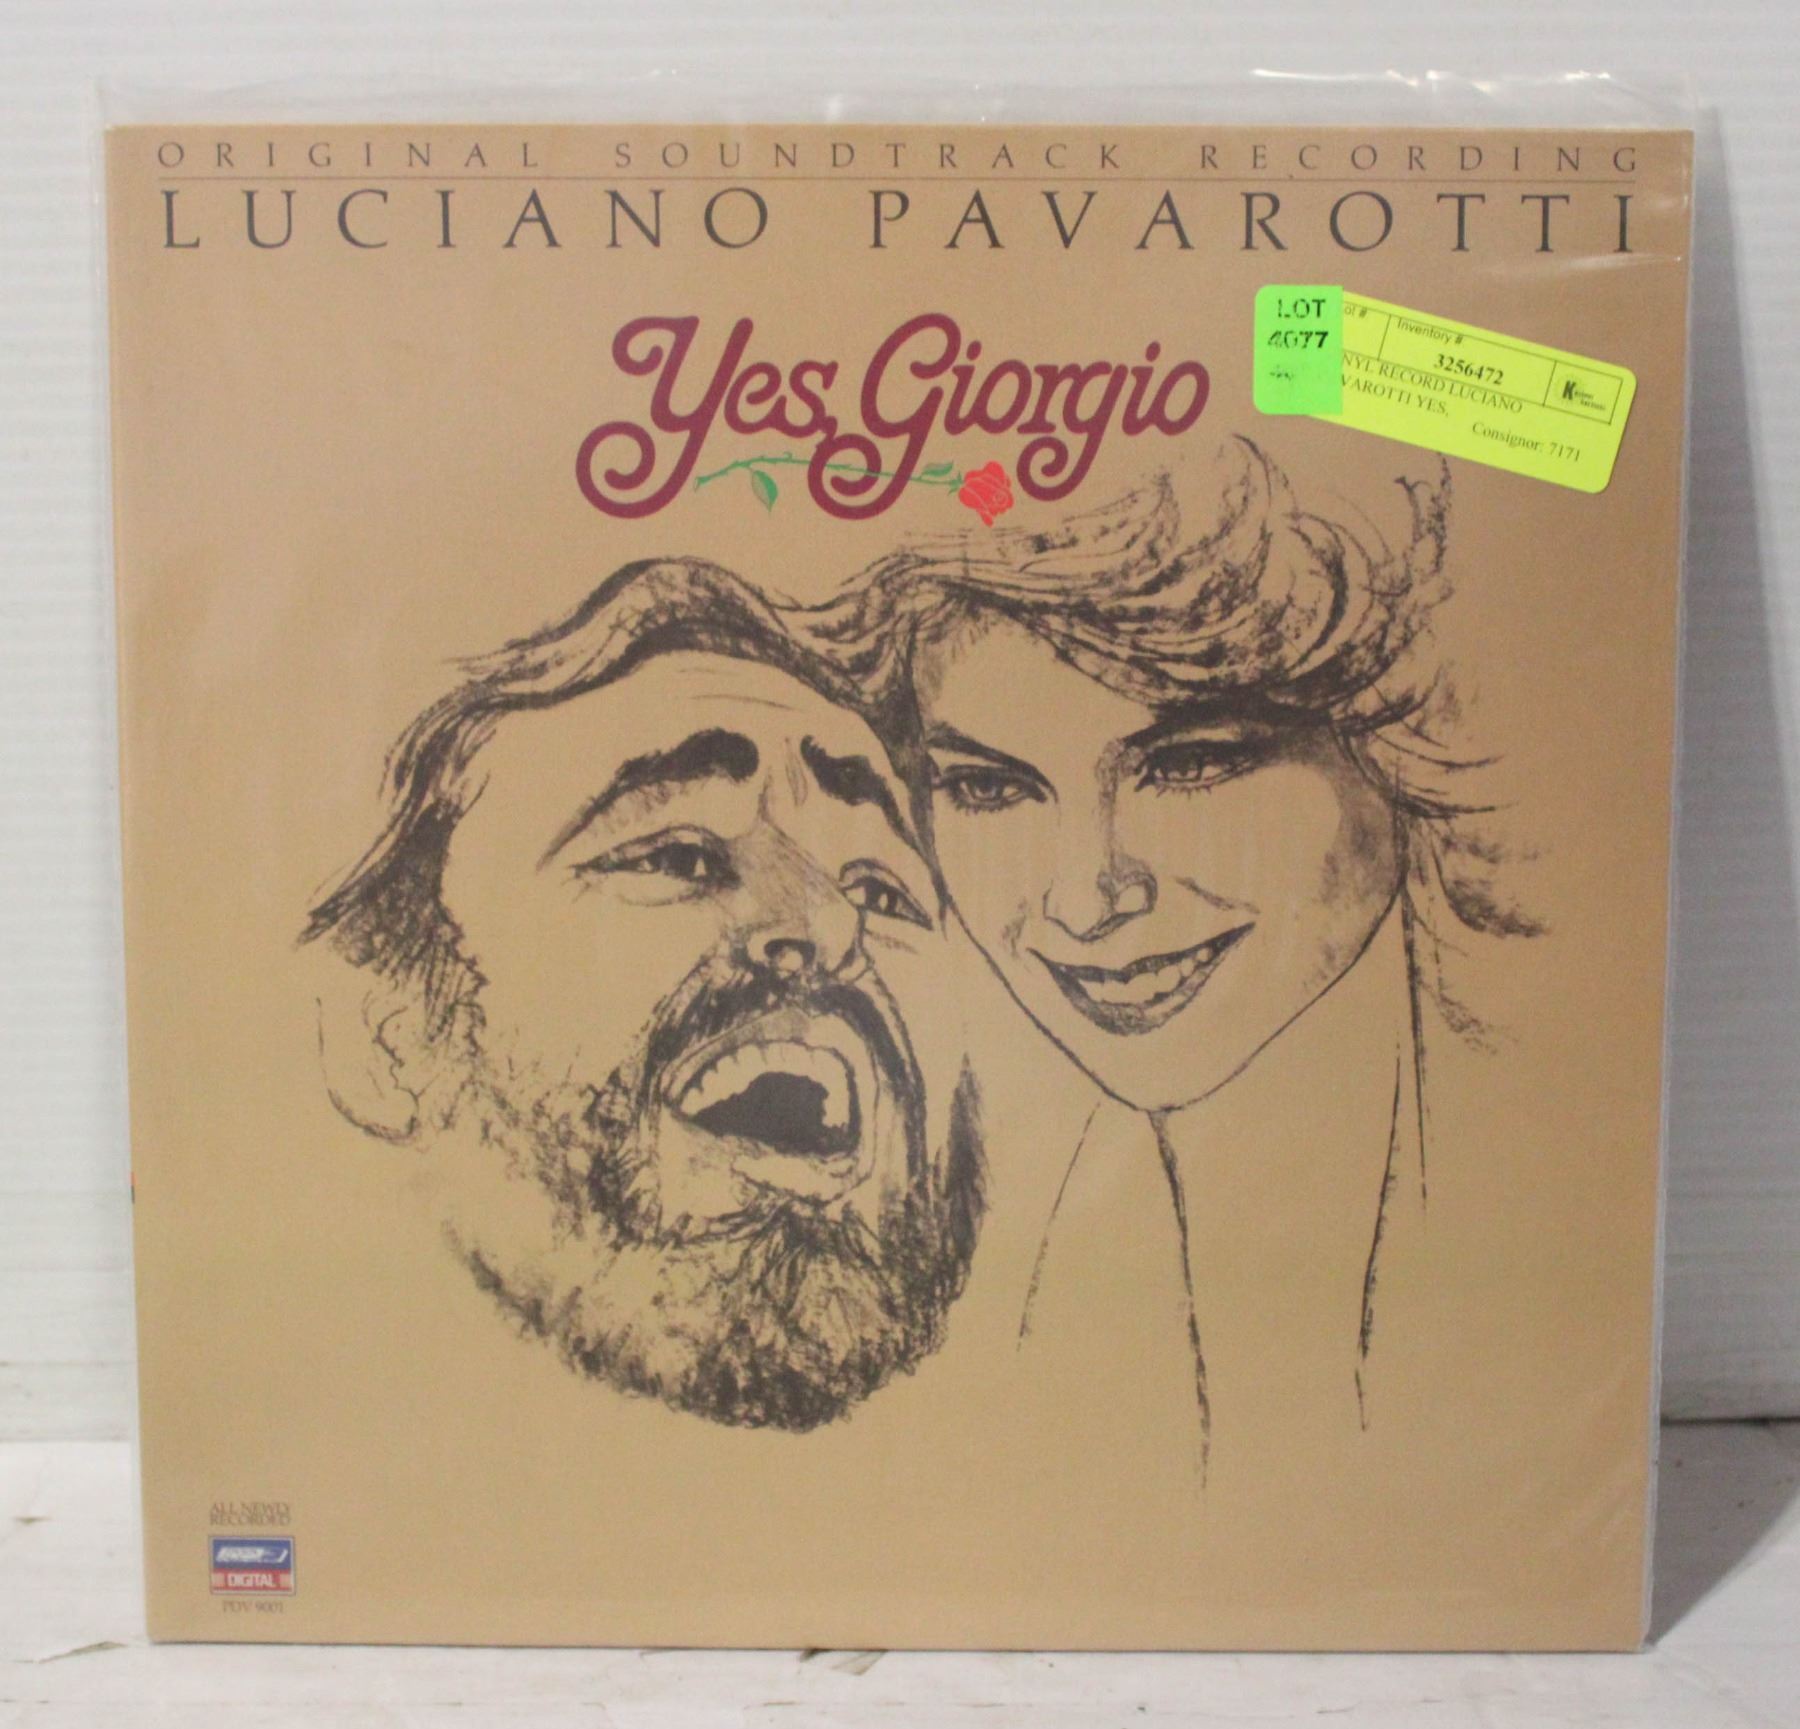 ORIGINAL SOUNDTRACK RECORDING
LUCIANO PAVAROTTI
Yes, Giorgio
LOT
4077
ot #
Inventory #
3256472
NYL RECORD LUCIANO
VAROTTI YES,
Consignor: 7171
ALL NEWLY
RECORDED
DIGITAL
PDV 9001